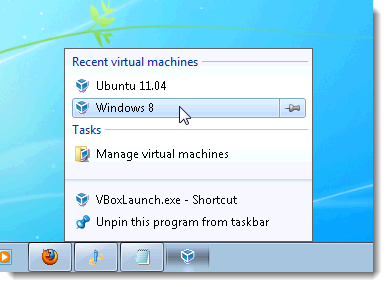 Recent virtual machines
Ubuntu 11.04
Windows 8
Tasks
Manage virtual machines
VBoxLaunch.exe - Shortcut
Unpin this program from taskbar